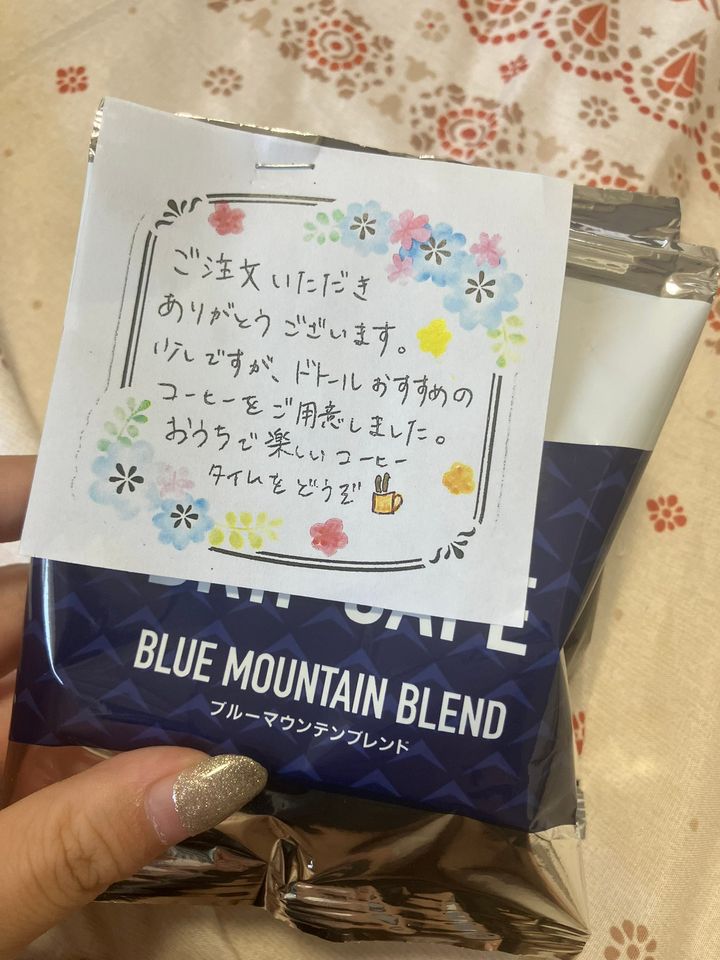 ご注文いただき
ありがとうございます。
少しですが、ドトールおすすめの
コーヒーをご用意しました。
おうちで楽しいコーヒー
タイムをどうぞ
BLUE MOUNTAIN BLEND
ブルーマウンテンブレンド